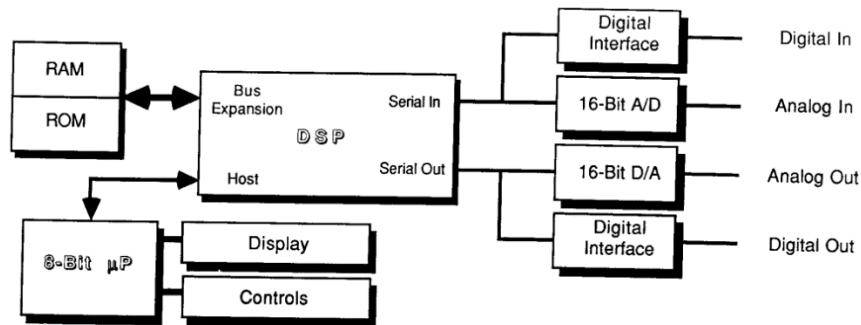 RAM
ROM
Bus
Expansion
Serial In
DSP
Host
Serial Out
Digital
Interface
Digital In
16-Bit A/D
Analog In
16-Bit D/A
Analog Out
Digital
Interface
Digital Out
8-Bit µP
Display
Controls